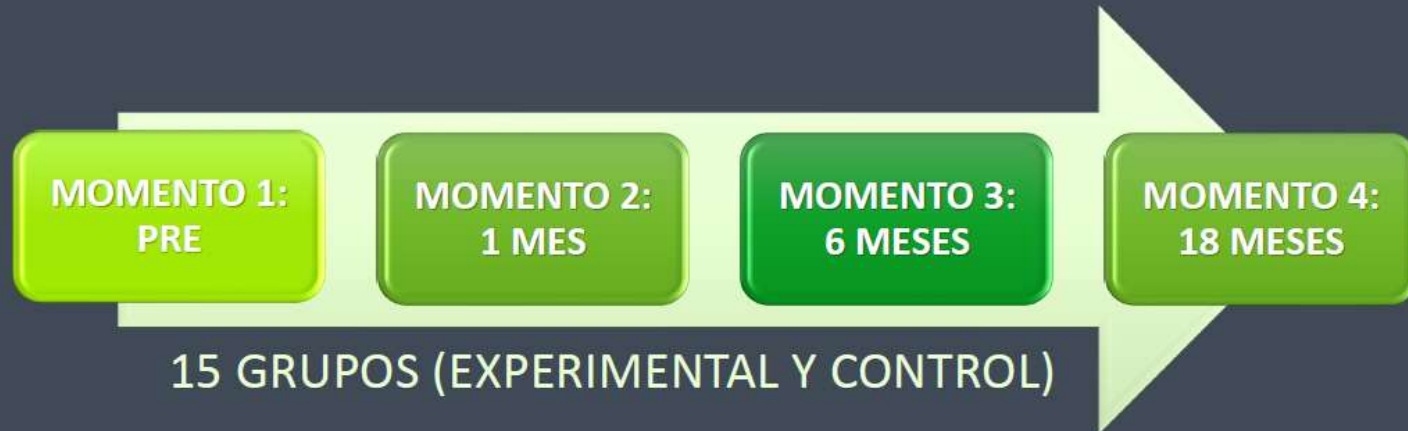 MOMENTO 1:
PRE
MOMENTO 2:
1 MES
MOMENTO 3:
6 MESES
MOMENTO 4:
18 MESES
15 GRUPOS (EXPERIMENTAL Y CONTROL)